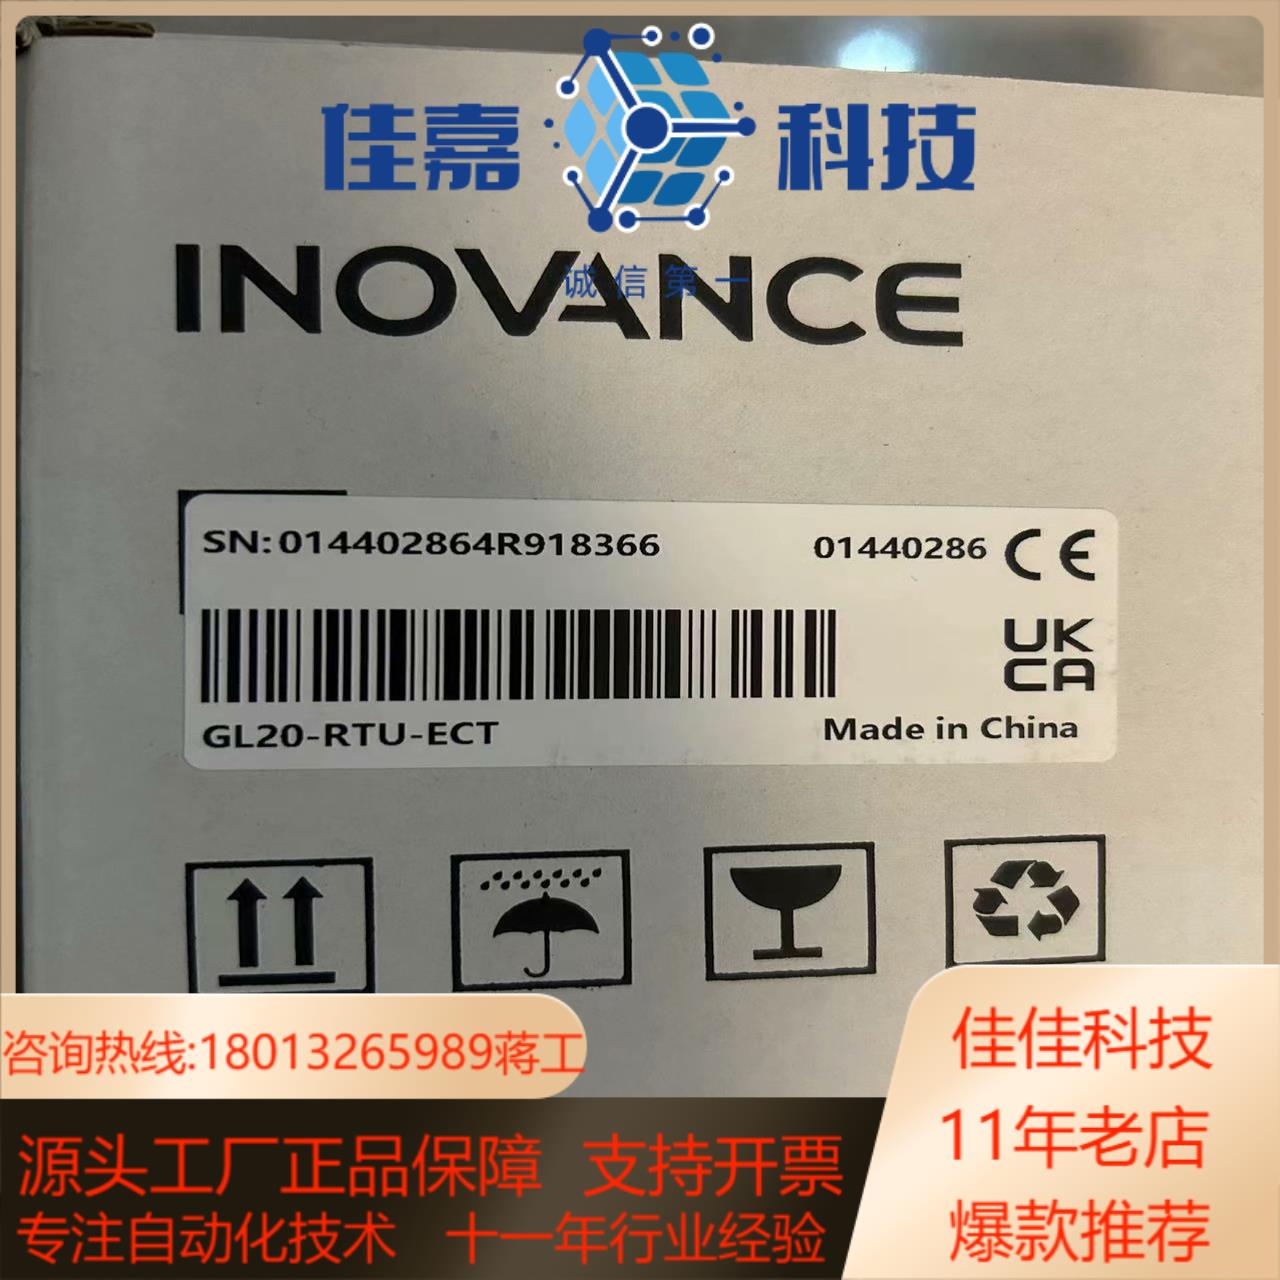 佳嘉科技
诚信第一
INOVANCE
SN:014402864R918366
01440286 CE
UK
CA
GL20-RTU-ECT
Made in China
咨询热线:18013265989蒋工
佳佳科技
11年老店
爆款推荐
源头工厂正品保障 支持开票
专注自动化技术 十一年行业经验